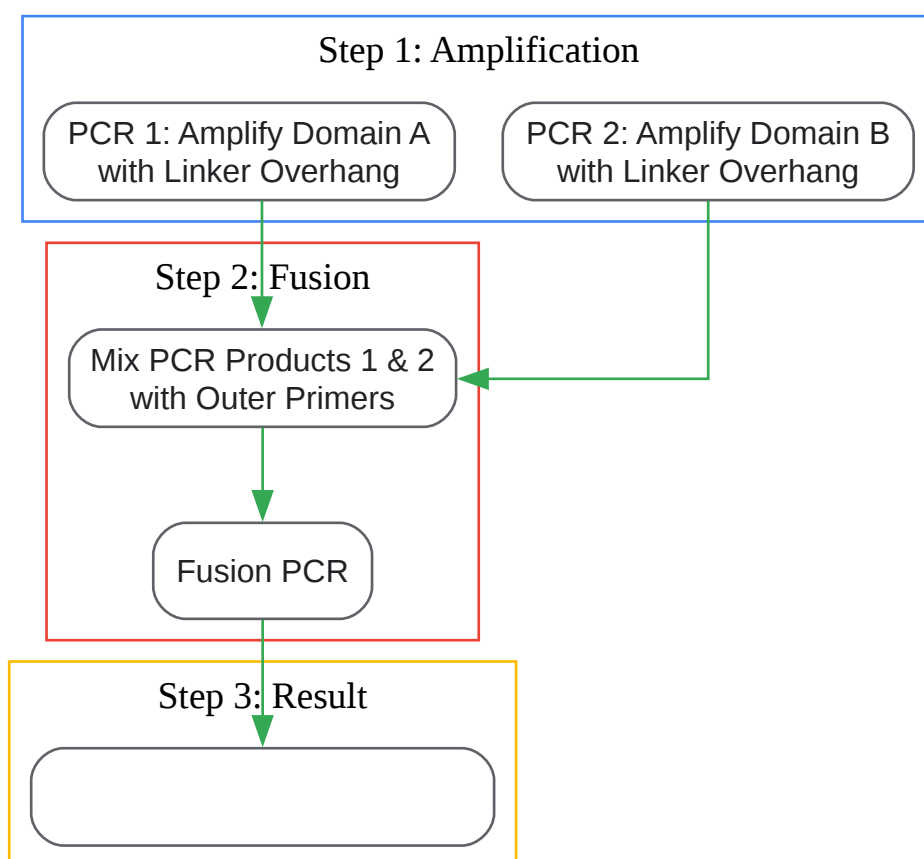 Step 1: Amplification
PCR 1: Amplify Domain A
with Linker Overhang
PCR 2: Amplify Domain B
with Linker Overhang
Step 2: Fusion
Mix PCR Products 1 & 2
with Outer Primers
Fusion PCR
Step 3: Result